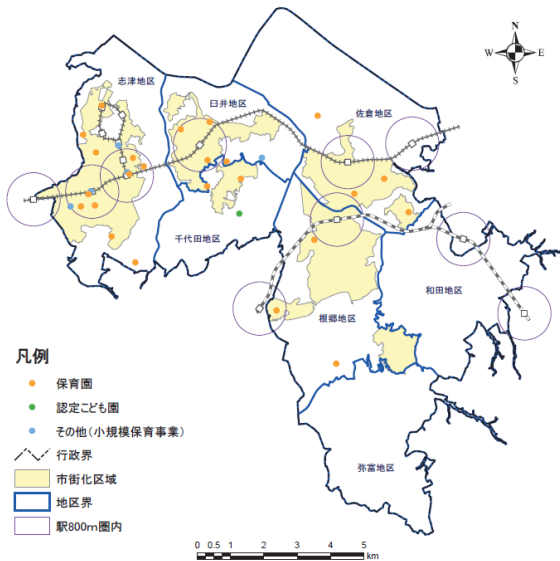 N
W
E
S
志津地区
臼井地区
佐倉地区
千代田地区
和田地区
根郷地区
弥富地区
凡例
保育園
認定こども園
その他(小規模保育事業)
行政界
市街化区域
地区界
駅800m圏内
0 0.5 1 2 3 4 5
km